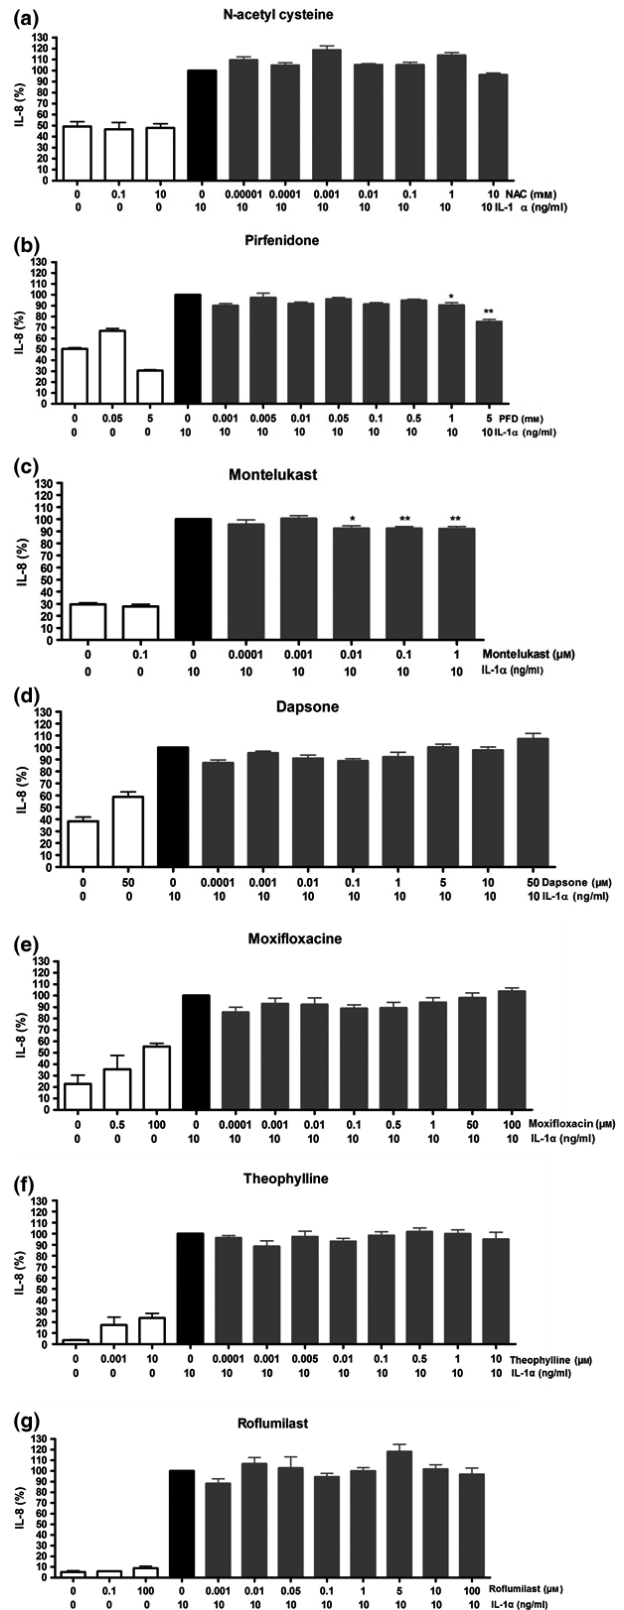 (a)
N-acetyl cysteine
IL-8 (%)
130
120
110
100
90
80
70
60
50
40
30
20
10
0
0 0.1 10 0 0.00001 0.0001 0.001 0.01 0.1 1 10 NAC (mM)
0 0 0 10 10 10 10 10 10 10 10 IL-1 α (ng/ml)
(b)
Pirfenidone
IL-8 (%)
130
120
110
100
90
80
70
60
50
40
30
20
10
0
* **
0 0.05 5 0 0.001 0.005 0.01 0.05 0.1 0.5 1 5 PFD (mM)
0 0 0 10 10 10 10 10 10 10 10 10 IL-1α (ng/ml)
(c)
Montelukast
IL-8 (%)
130
120
110
100
90
80
70
60
50
40
30
20
10
0
* ** **
0 0.1 0 0.0001 0.001 0.01 0.1 1 Montelukast (µM)
0 0 10 10 10 10 10 10 IL-1α (ng/ml)
(d)
Dapsone
IL-8 (%)
130
120
110
100
90
80
70
60
50
40
30
20
10
0
0 50 0 0.0001 0.001 0.01 0.1 1 5 10 50 Dapsone (µM)
0 0 10 10 10 10 10 10 10 10 10 IL-1α (ng/ml)
(e)
Moxifloxacine
IL-8 (%)
130
120
110
100
90
80
70
60
50
40
30
20
10
0
0 0.5 100 0 0.0001 0.001 0.01 0.1 0.5 1 50 100 Moxifloxacin (µM)
0 0 0 10 10 10 10 10 10 10 10 10 IL-1α (ng/ml)
(f)
Theophylline
IL-8 (%)
130
120
110
100
90
80
70
60
50
40
30
20
10
0
0 0.001 10 0 0.0001 0.001 0.005 0.01 0.1 0.5 1 10 Theophylline (µM)
0 0 0 10 10 10 10 10 10 10 10 10 IL-1α (ng/ml)
(g)
Roflumilast
IL-8 (%)
130
120
110
100
90
80
70
60
50
40
30
20
10
0
0 0.1 100 0 0.001 0.01 0.05 0.1 1 5 10 100 Roflumilast (µM)
0 0 0 10 10 10 10 10 10 10 10 10 IL-1α (ng/ml)